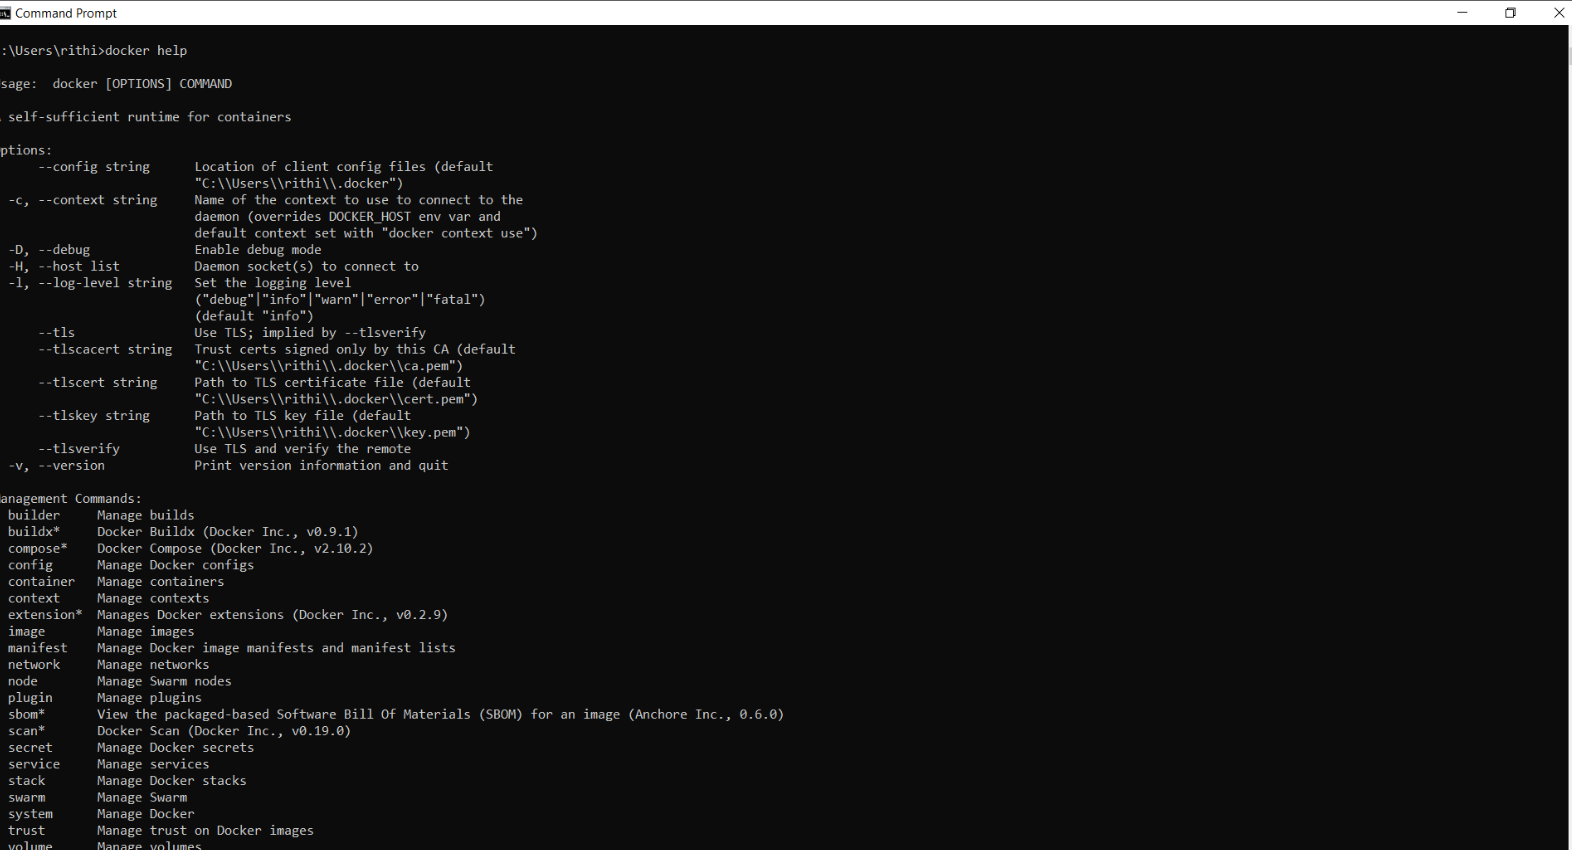 Command Prompt
:\Users\rithi>docker help
sage:  docker [OPTIONS] COMMAND
self-sufficient runtime for containers
ptions:
--config string      Location of client config files (default
"C:\\Users\\rithi\\.docker")
-c, --context string     Name of the context to use to connect to the
daemon (overrides DOCKER_HOST env var and
default context set with "docker context use")
-D, --debug              Enable debug mode
-H, --host list          Daemon socket(s) to connect to
-l, --log-level string   Set the logging level
("debug"|"info"|"warn"|"error"|"fatal")
(default "info")
--tls                Use TLS; implied by --tlsverify
--tlscacert string   Trust certs signed only by this CA (default
"C:\\Users\\rithi\\.docker\\ca.pem")
--tlscert string     Path to TLS certificate file (default
"C:\\Users\\rithi\\.docker\\cert.pem")
--tlskey string      Path to TLS key file (default
"C:\\Users\\rithi\\.docker\\key.pem")
--tlsverify          Use TLS and verify the remote
-v, --version            Print version information and quit
anagement Commands:
builder     Manage builds
buildx*     Docker Buildx (Docker Inc., v0.9.1)
compose*    Docker Compose (Docker Inc., v2.10.2)
config      Manage Docker configs
container   Manage containers
context     Manage contexts
extension*  Manages Docker extensions (Docker Inc., v0.2.9)
image       Manage images
manifest    Manage Docker image manifests and manifest lists
network     Manage networks
node        Manage Swarm nodes
plugin      Manage plugins
sbom*       View the packaged-based Software Bill Of Materials (SBOM) for an image (Anchore Inc., 0.6.0)
scan*       Docker Scan (Docker Inc., v0.19.0)
secret      Manage Docker secrets
service     Manage services
stack       Manage Docker stacks
swarm       Manage Swarm
system      Manage Docker
trust       Manage trust on Docker images
volume      Manage volumes